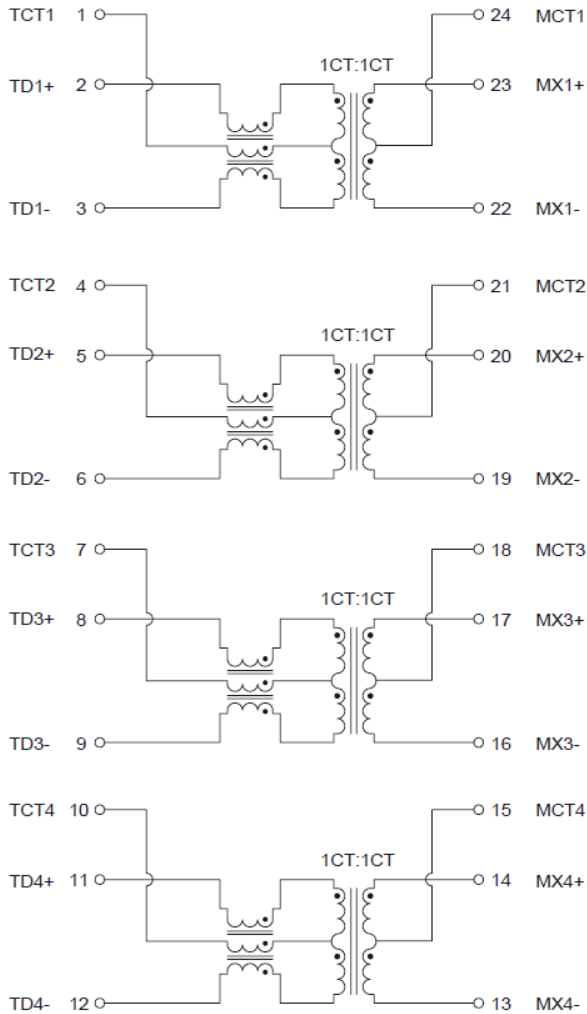 TCT1 1 24 MCT1
1CT:1CT
TD1+ 2 23 MX1+
TD1- 3 22 MX1-
TCT2 4 21 MCT2
1CT:1CT
TD2+ 5 20 MX2+
TD2- 6 19 MX2-
TCT3 7 18 MCT3
1CT:1CT
TD3+ 8 17 MX3+
TD3- 9 16 MX3-
TCT4 10 15 MCT4
1CT:1CT
TD4+ 11 14 MX4+
TD4- 12 13 MX4-